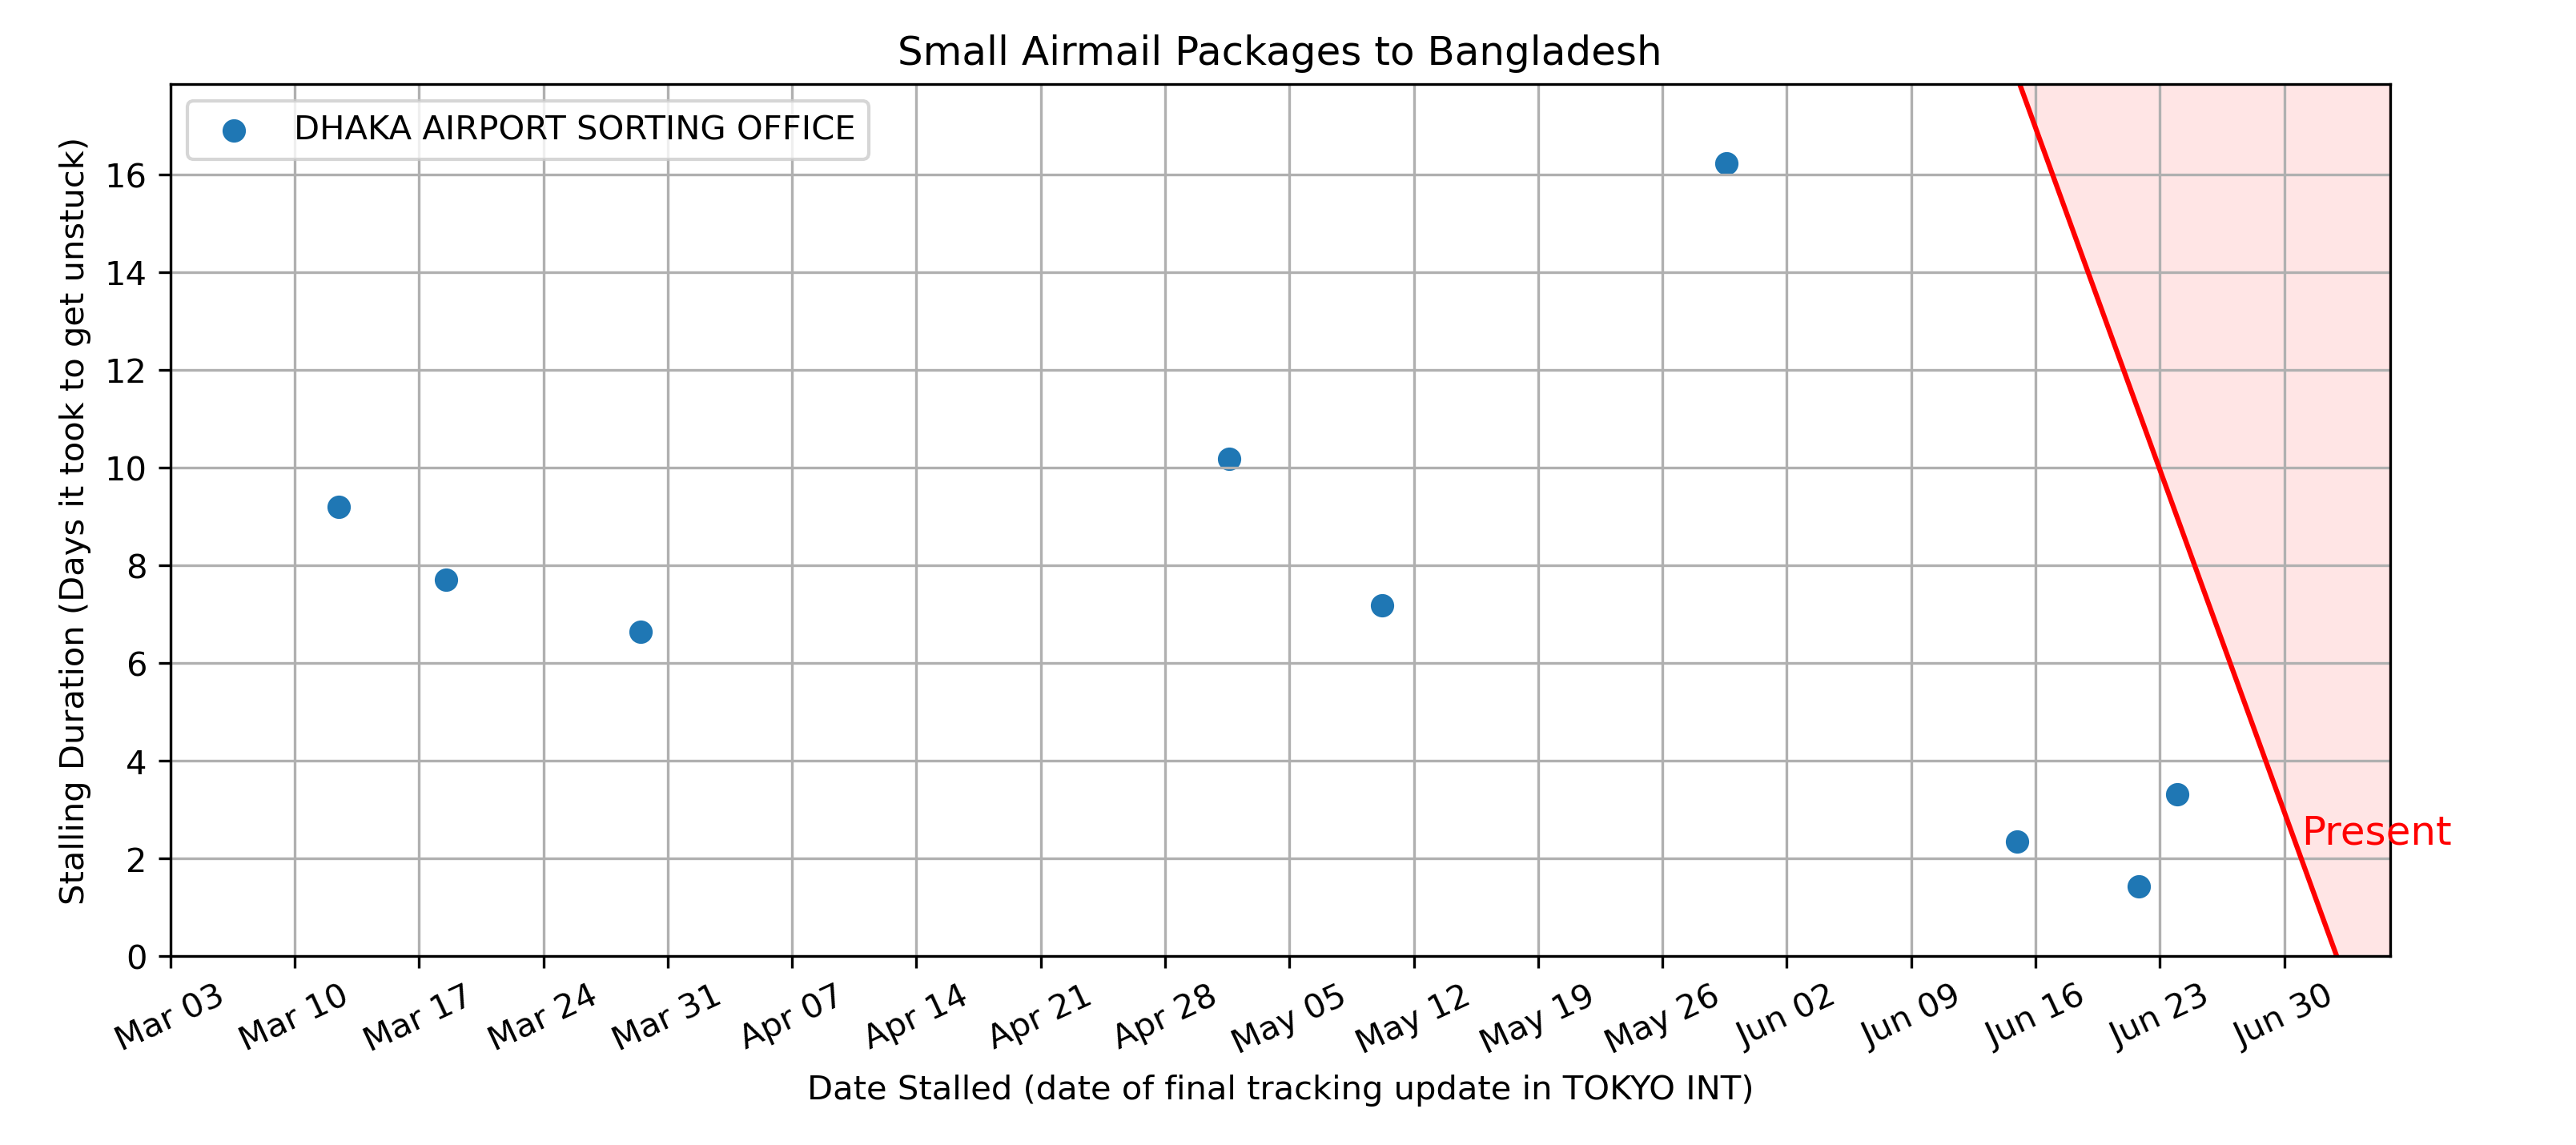 Small Airmail Packages to Bangladesh
DHAKA AIRPORT SORTING OFFICE
Stalling Duration (Days it took to get unstuck)
16
14
12
10
8
6
4
2
0
Present
Mar 03
Mar 10
Mar 17
Mar 24
Mar 31
Apr 07
Apr 14
Apr 21
Apr 28
May 05
May 12
May 19
May 26
Jun 02
Jun 09
Jun 16
Jun 23
Jun 30
Date Stalled (date of final tracking update in TOKYO INT)